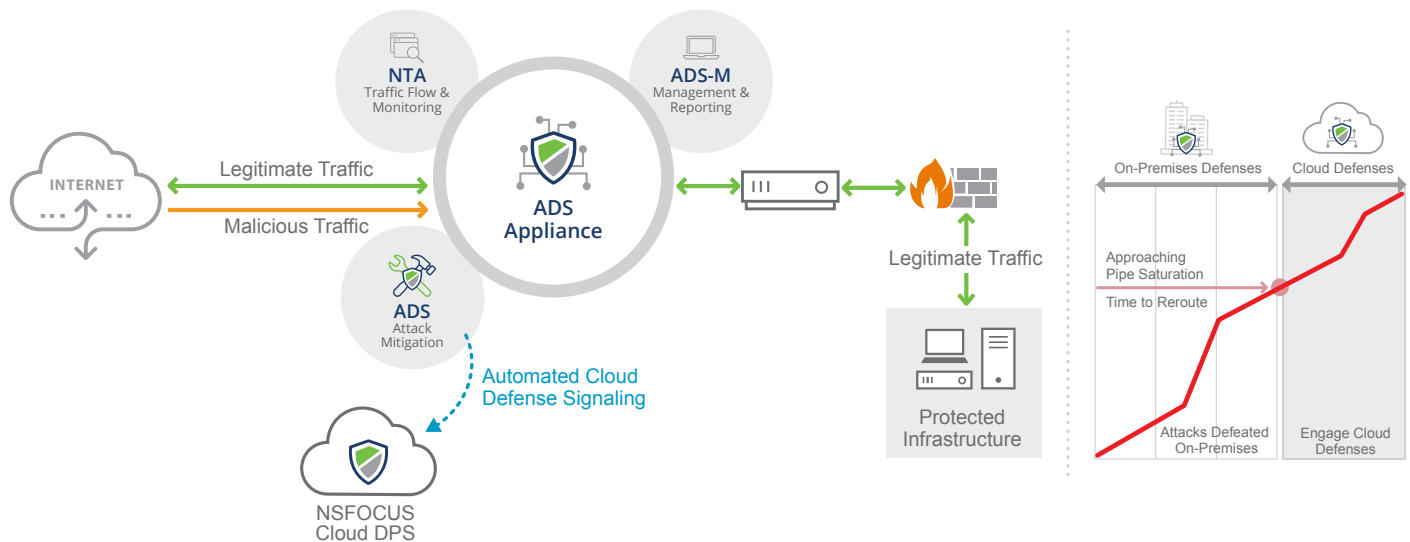 NTA
Traffic Flow &
Monitoring
ADS-M
Management &
Reporting
INTERNET
Legitimate Traffic
Malicious Traffic
ADS
Appliance
ADS
Attack
Mitigation
Automated Cloud
Defense Signaling
NSFOCUS
Cloud DPS
Legitimate Traffic
Protected
Infrastructure
On-Premises Defenses
Cloud Defenses
Approaching
Pipe Saturation
Time to Reroute
Attacks Defeated
On-Premises
Engage Cloud
Defenses